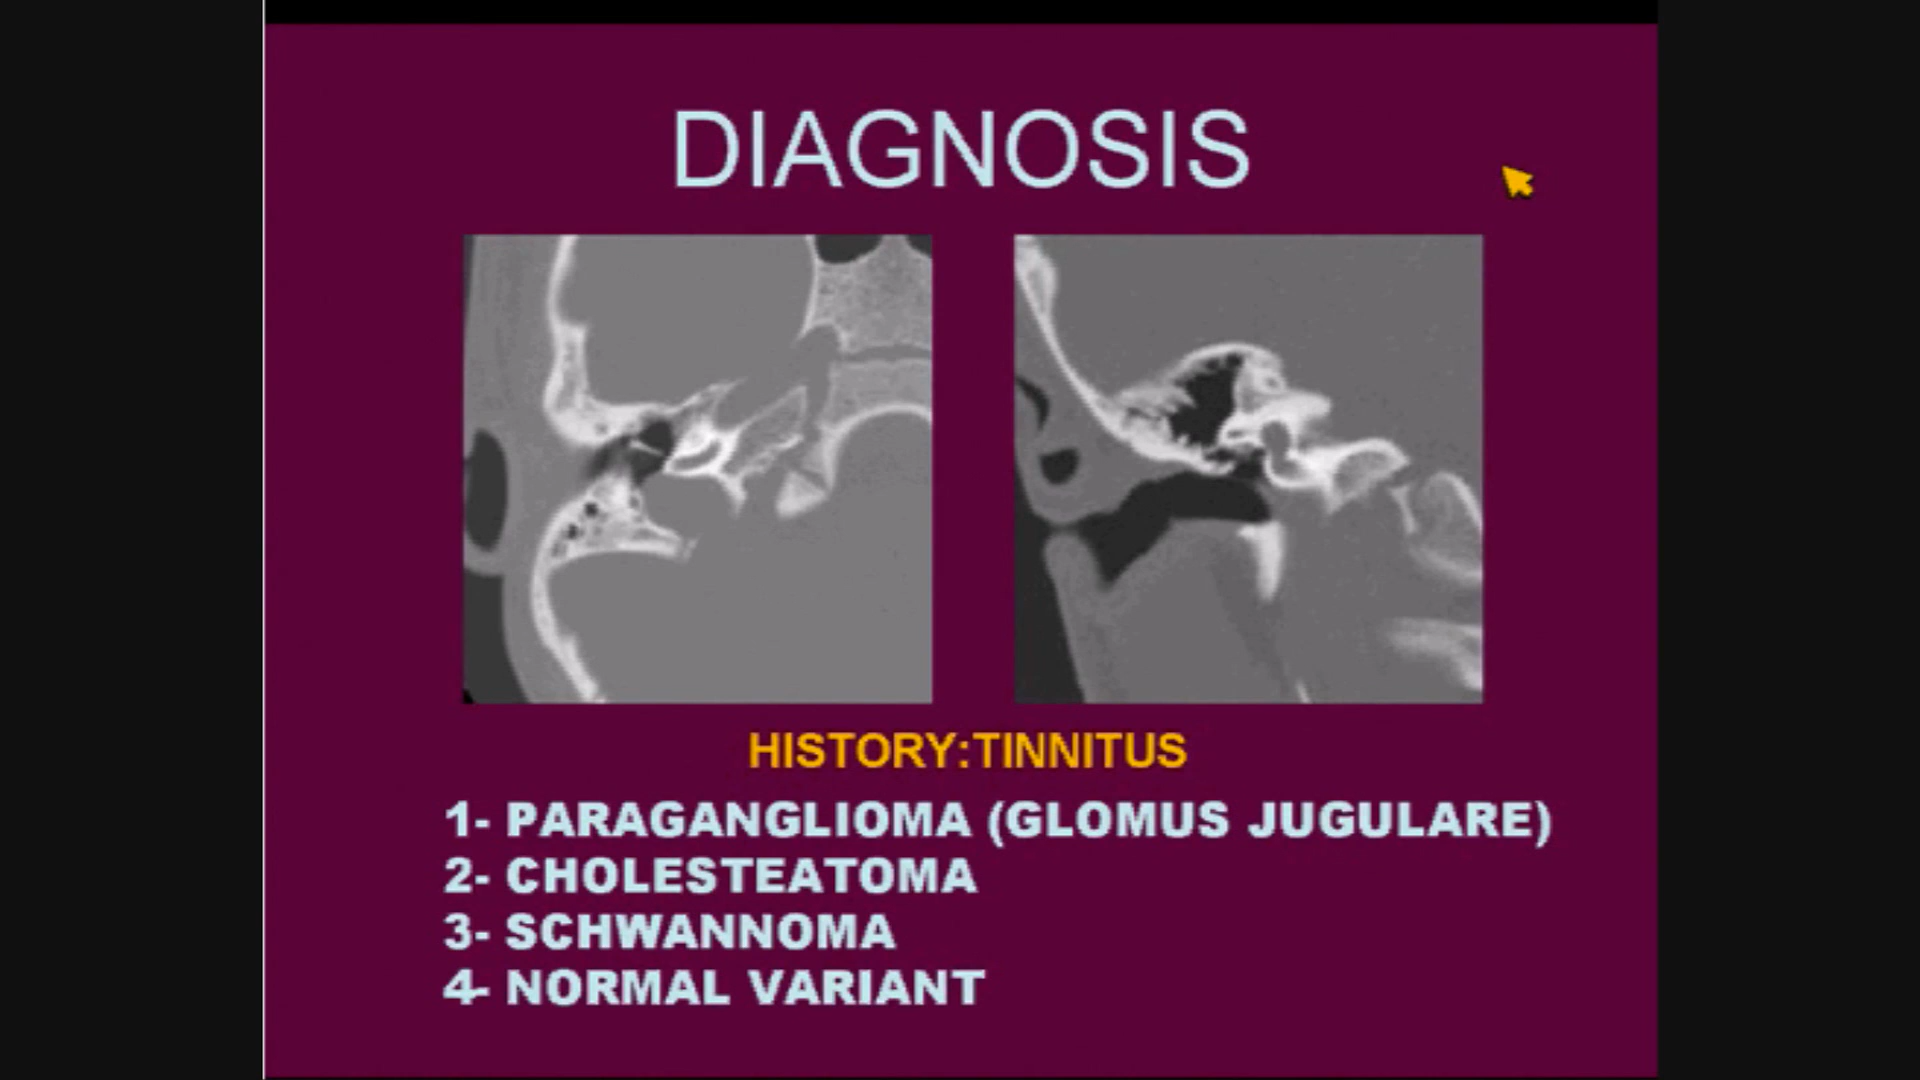 DIAGNOSIS
HISTORY:TINNITUS
1- PARAGANGLIOMA (GLOMUS JUGULARE)
2- CHOLESTEATOMA
3- SCHWANNOMA
4- NORMAL VARIANT